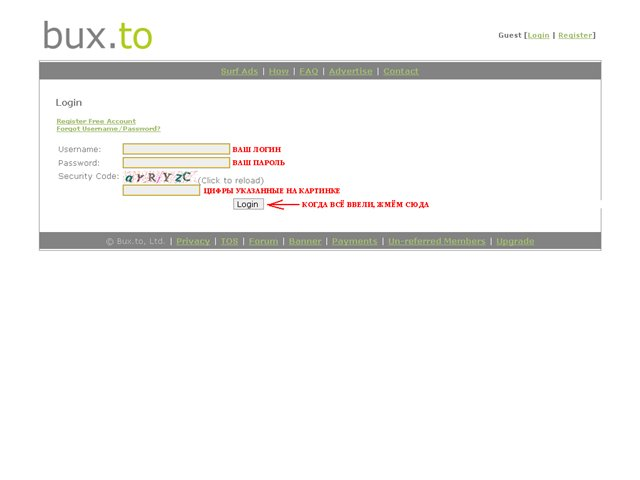 bux.to
Guest [Login | Register]
Surf Ads | How | FAQ | Advertise | Contact
Login
Register Free Account
Forgot Username/Password?
Username: ВАШ ЛОГИН
Password: ВАШ ПАРОЛЬ
Security Code: a r R Y z C (Click to reload)
ЦИФРЫ УКАЗАННЫЕ НА КАРТИНКЕ
Login КОГДА ВСЁ ВВЕЛИ, ЖМЁМ СЮДА
© Bux.to, Ltd. | Privacy | TOS | Forum | Banner | Payments | Un-referred Members | Upgrade